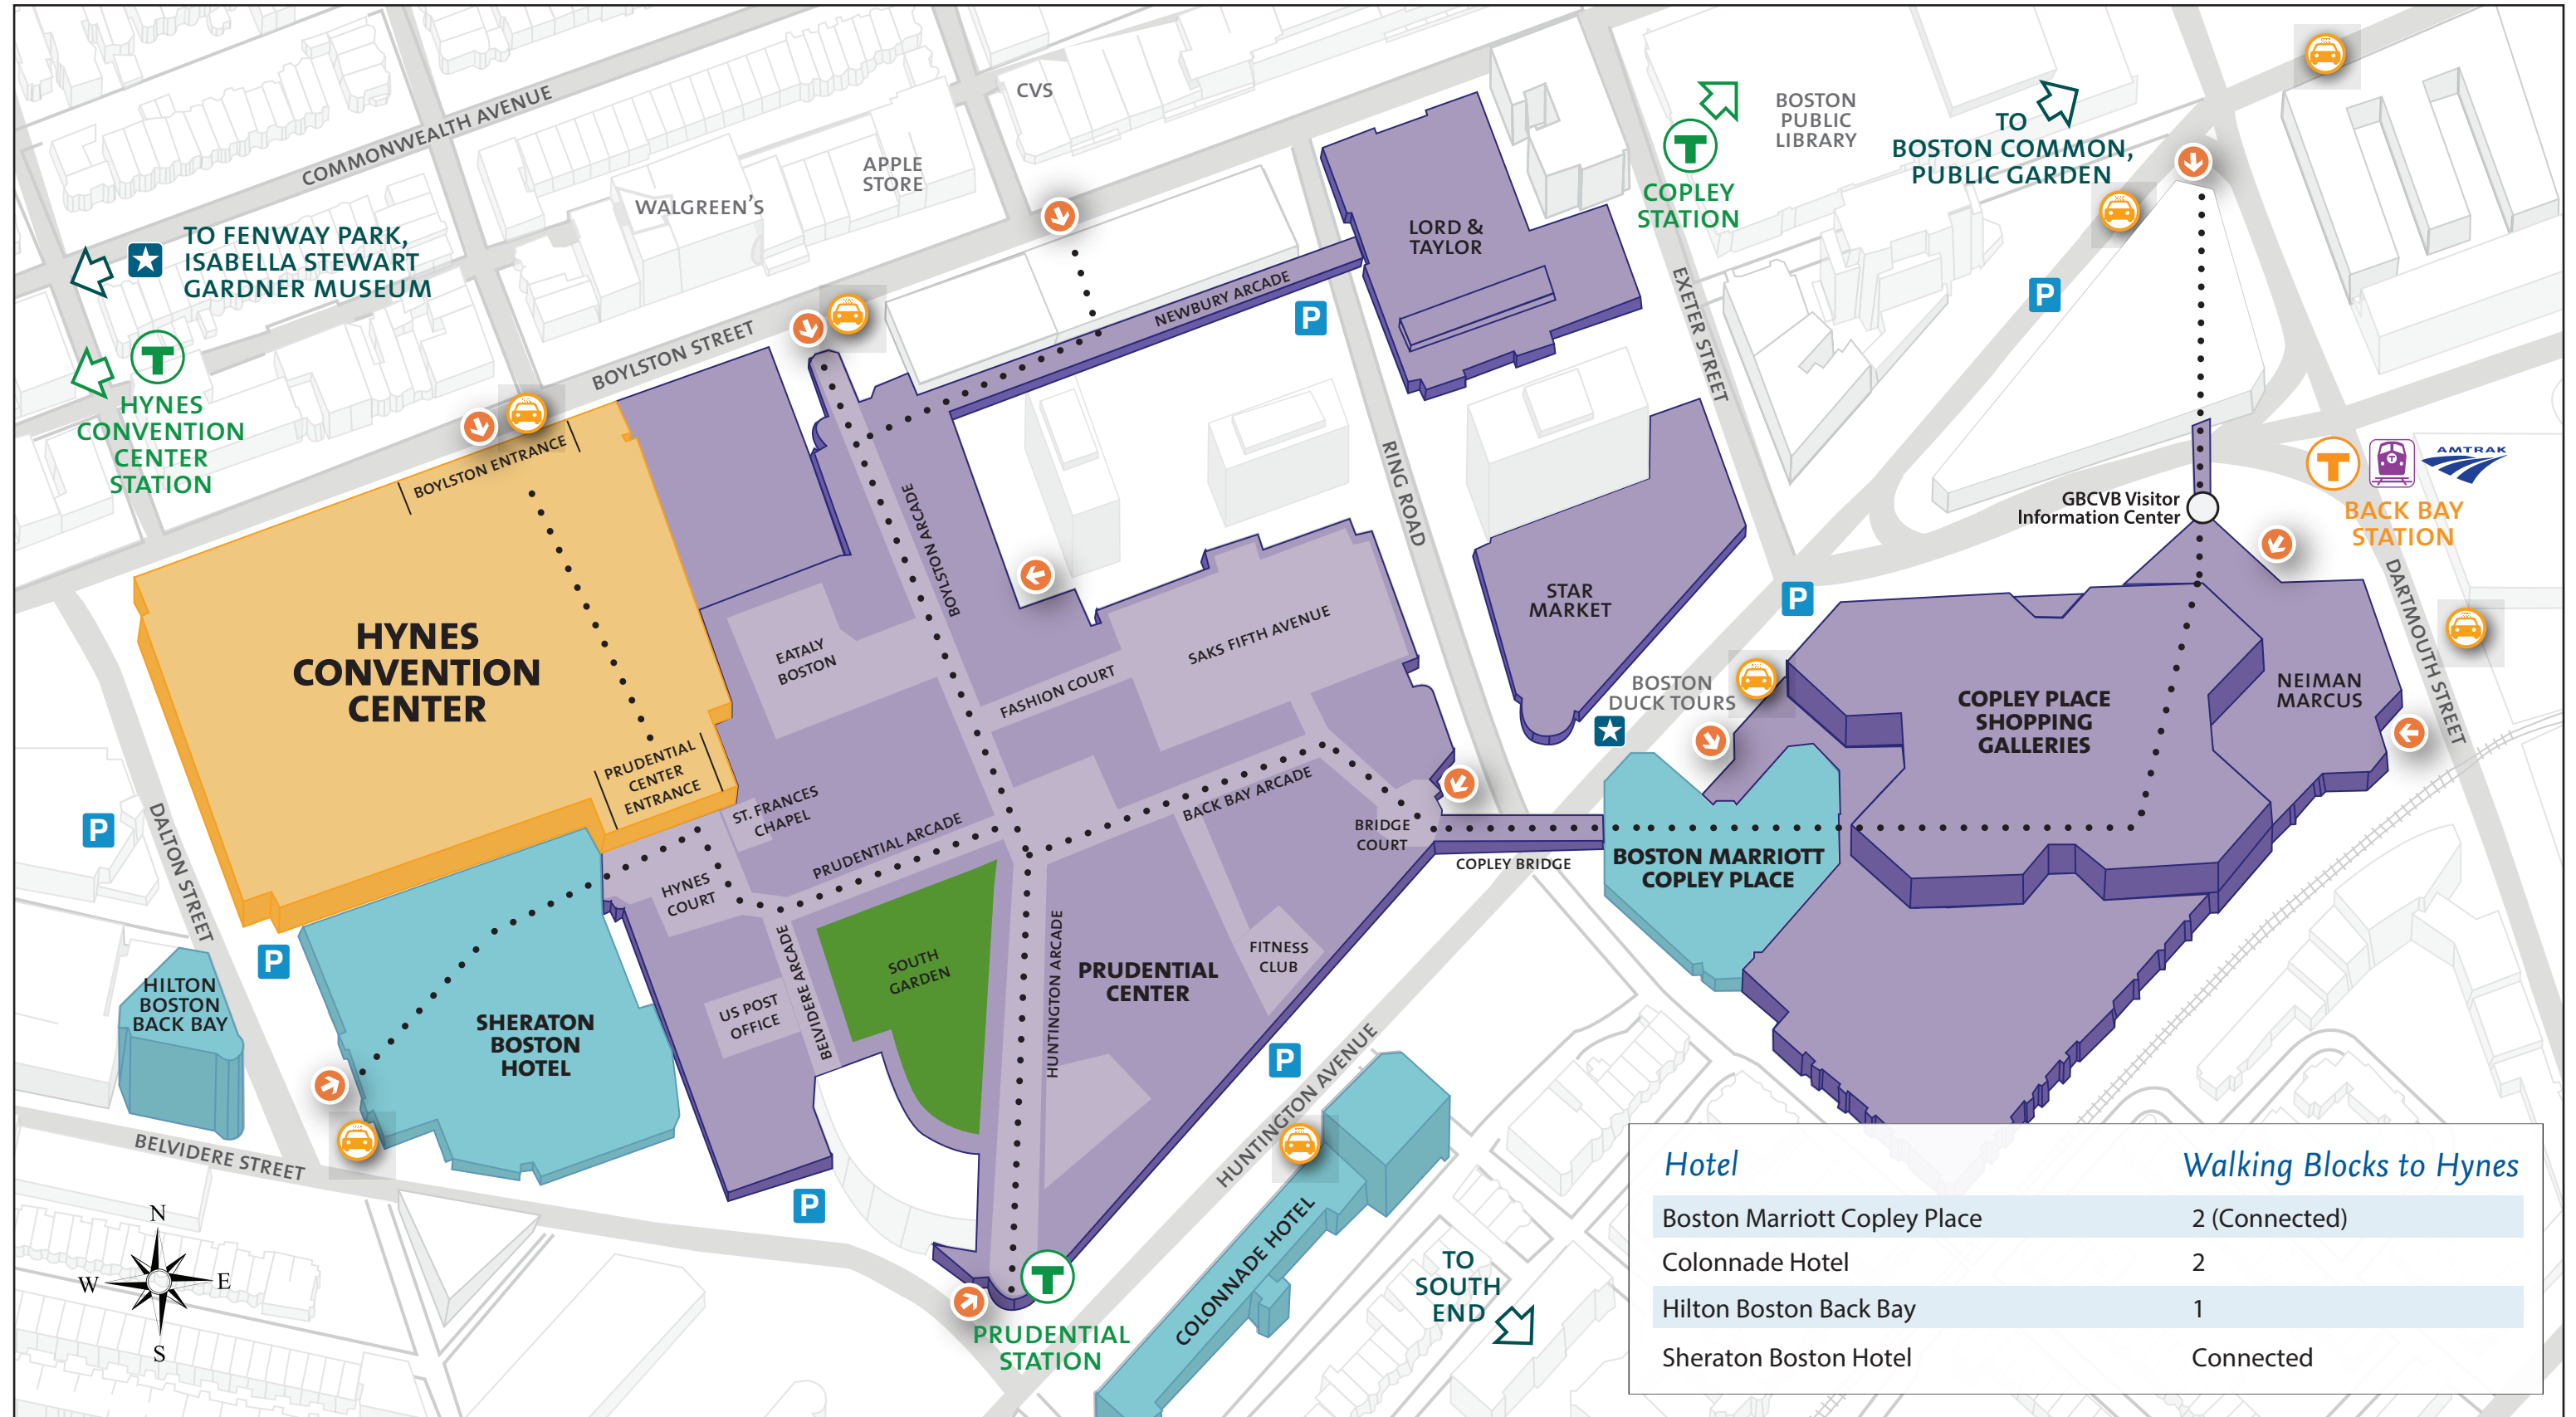 COMMONWEALTH AVENUE
CVS
APPLE
STORE
WALGREEN'S
BOSTON
PUBLIC
LIBRARY
TO
BOSTON COMMON,
PUBLIC GARDEN
T
COPLEY
STATION
TO FENWAY PARK,
ISABELLA STEWART
GARDNER MUSEUM
T
HYNES
CONVENTION
CENTER
STATION
BOYLSTON STREET
LORD &
TAYLOR
NEWBURY ARCADE
P
P
EXETER STREET
RING ROAD
BOYLSTON ENTRANCE
HYNES
CONVENTION
CENTER
PRUDENTIAL
CENTER
ENTRANCE
BOYLSTON ARCADE
EATALY
BOSTON
FASHION COURT
SAKS FIFTH AVENUE
STAR
MARKET
GBCVB Visitor
Information Center
T
T
AMTRAK
BACK BAY
STATION
P
DARTMOUTH STREET
BOSTON
DUCK TOURS
COPLEY PLACE
SHOPPING
GALLERIES
NEIMAN
MARCUS
P
DALTON STREET
ST. FRANCES
CHAPEL
PRUDENTIAL ARCADE
BACK BAY ARCADE
BRIDGE
COURT
COPLEY BRIDGE
BOSTON MARRIOTT
COPLEY PLACE
HYNES
COURT
P
HILTON
BOSTON
BACK BAY
SHERATON
BOSTON
HOTEL
US POST
OFFICE
BELVIDERE ARCADE
SOUTH
GARDEN
HUNTINGTON ARCADE
PRUDENTIAL
CENTER
FITNESS
CLUB
P
HUNTINGTON AVENUE
BELVIDERE STREET
P
T
PRUDENTIAL
STATION
COLONNADE HOTEL
TO
SOUTH
END
N
W E
S
Hotel Walking Blocks to Hynes
Boston Marriott Copley Place 2 (Connected)
Colonnade Hotel 2
Hilton Boston Back Bay 1
Sheraton Boston Hotel Connected